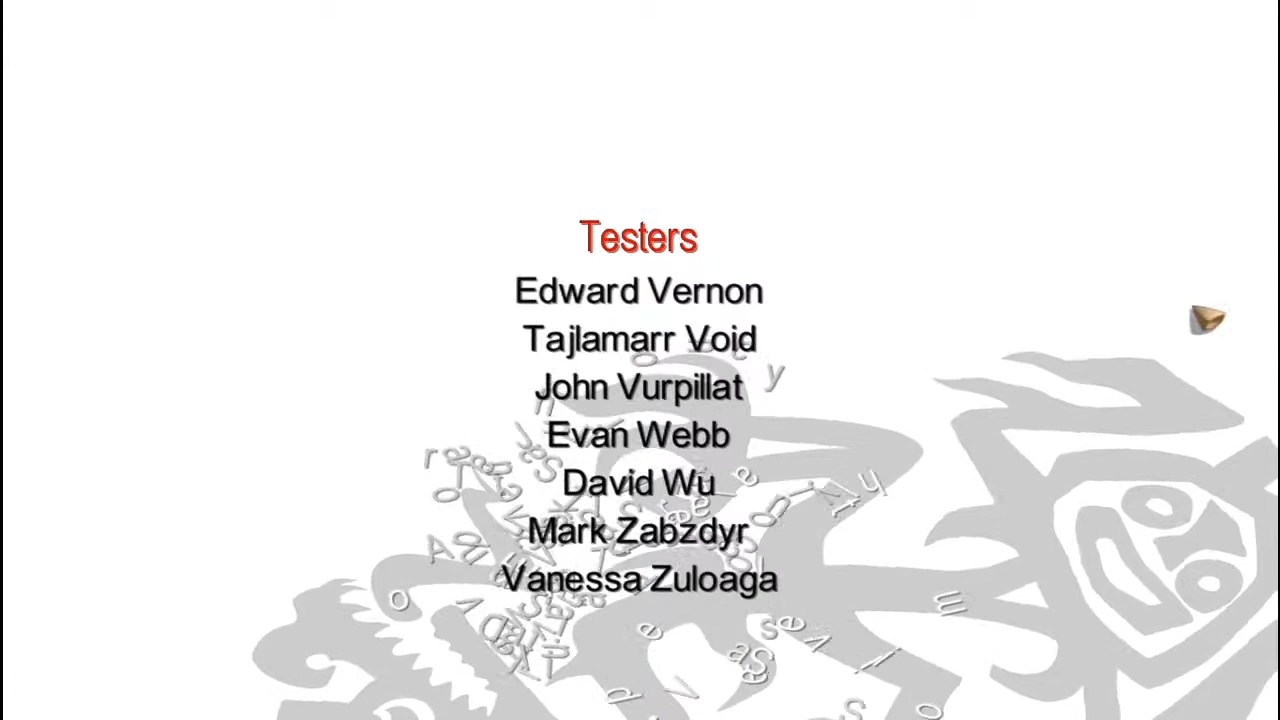 Testers
Edward Vernon
Tajlamarr Void
John Vurpillat
Evan Webb
David Wu
Mark Zabzdyr
Vanessa Zuloaga